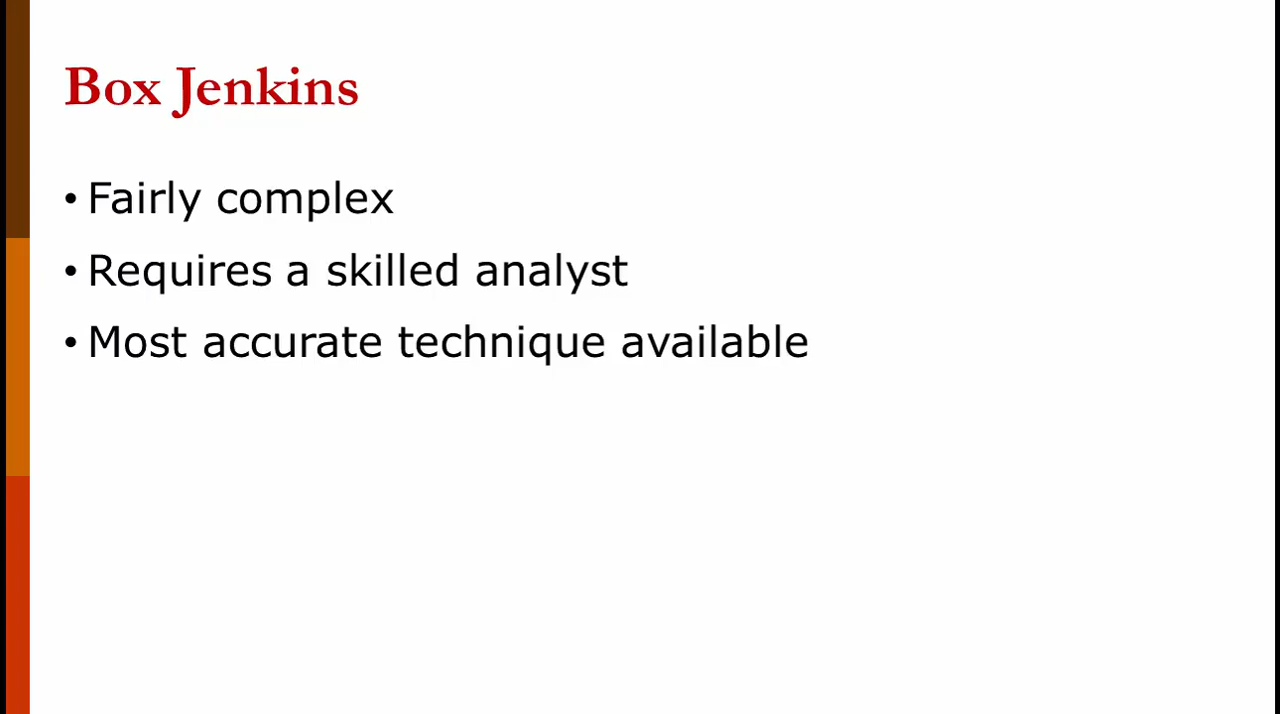 Box Jenkins
• Fairly complex
• Requires a skilled analyst
• Most accurate technique available